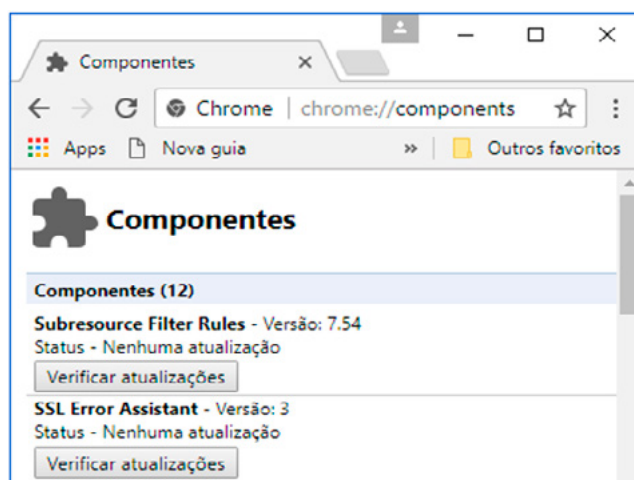 Componentes
Chrome | chrome://components
Apps Nova guia » Outros favoritos
Componentes
Componentes (12)
Subresource Filter Rules - Versão: 7.54
Status - Nenhuma atualização
Verificar atualizações
SSL Error Assistant - Versão: 3
Status - Nenhuma atualização
Verificar atualizações